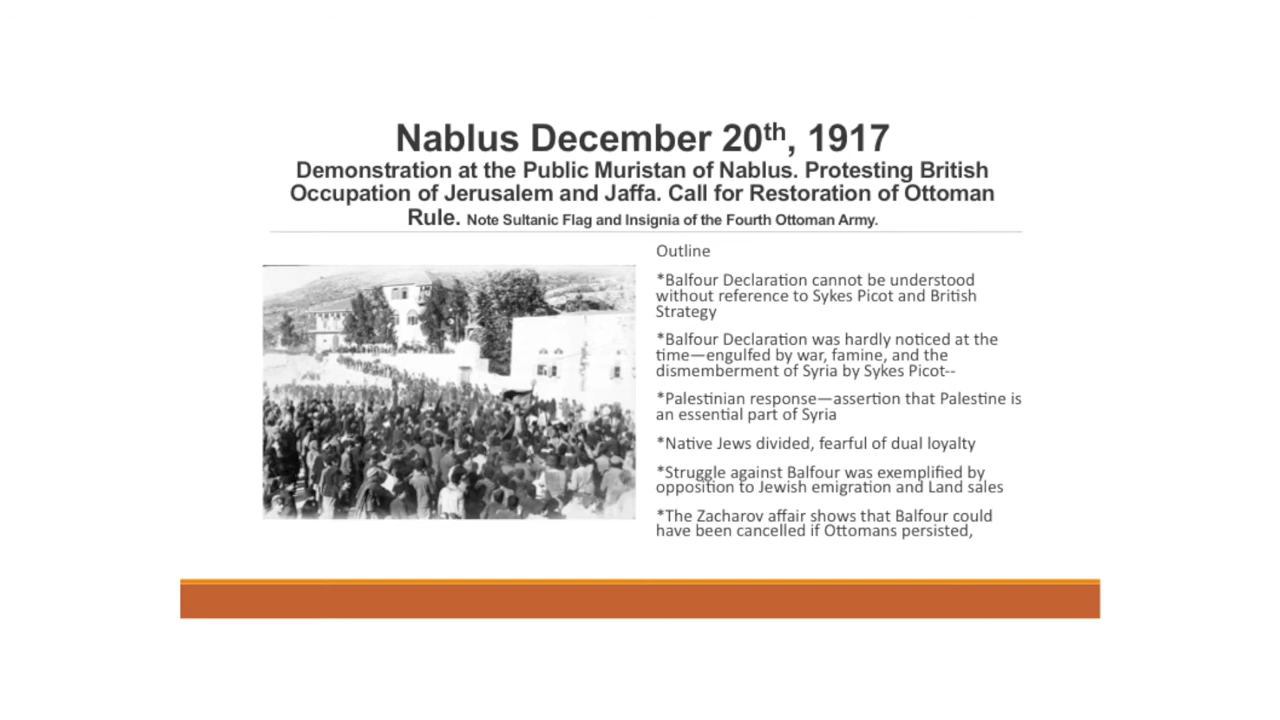 Nablus December 20th, 1917
Demonstration at the Public Muristan of Nablus. Protesting British
Occupation of Jerusalem and Jaffa. Call for Restoration of Ottoman
Rule. Note Sultanic Flag and Insignia of the Fourth Ottoman Army.
Outline
*Balfour Declaration cannot be understood
without reference to Sykes Picot and British
Strategy
*Balfour Declaration was hardly noticed at the
time—engulfed by war, famine, and the
dismemberment of Syria by Sykes Picot--
*Palestinian response—assertion that Palestine is
an essential part of Syria
*Native Jews divided, fearful of dual loyalty
*Struggle against Balfour was exemplified by
opposition to Jewish emigration and Land sales
*The Zacharov affair shows that Balfour could
have been cancelled if Ottomans persisted,